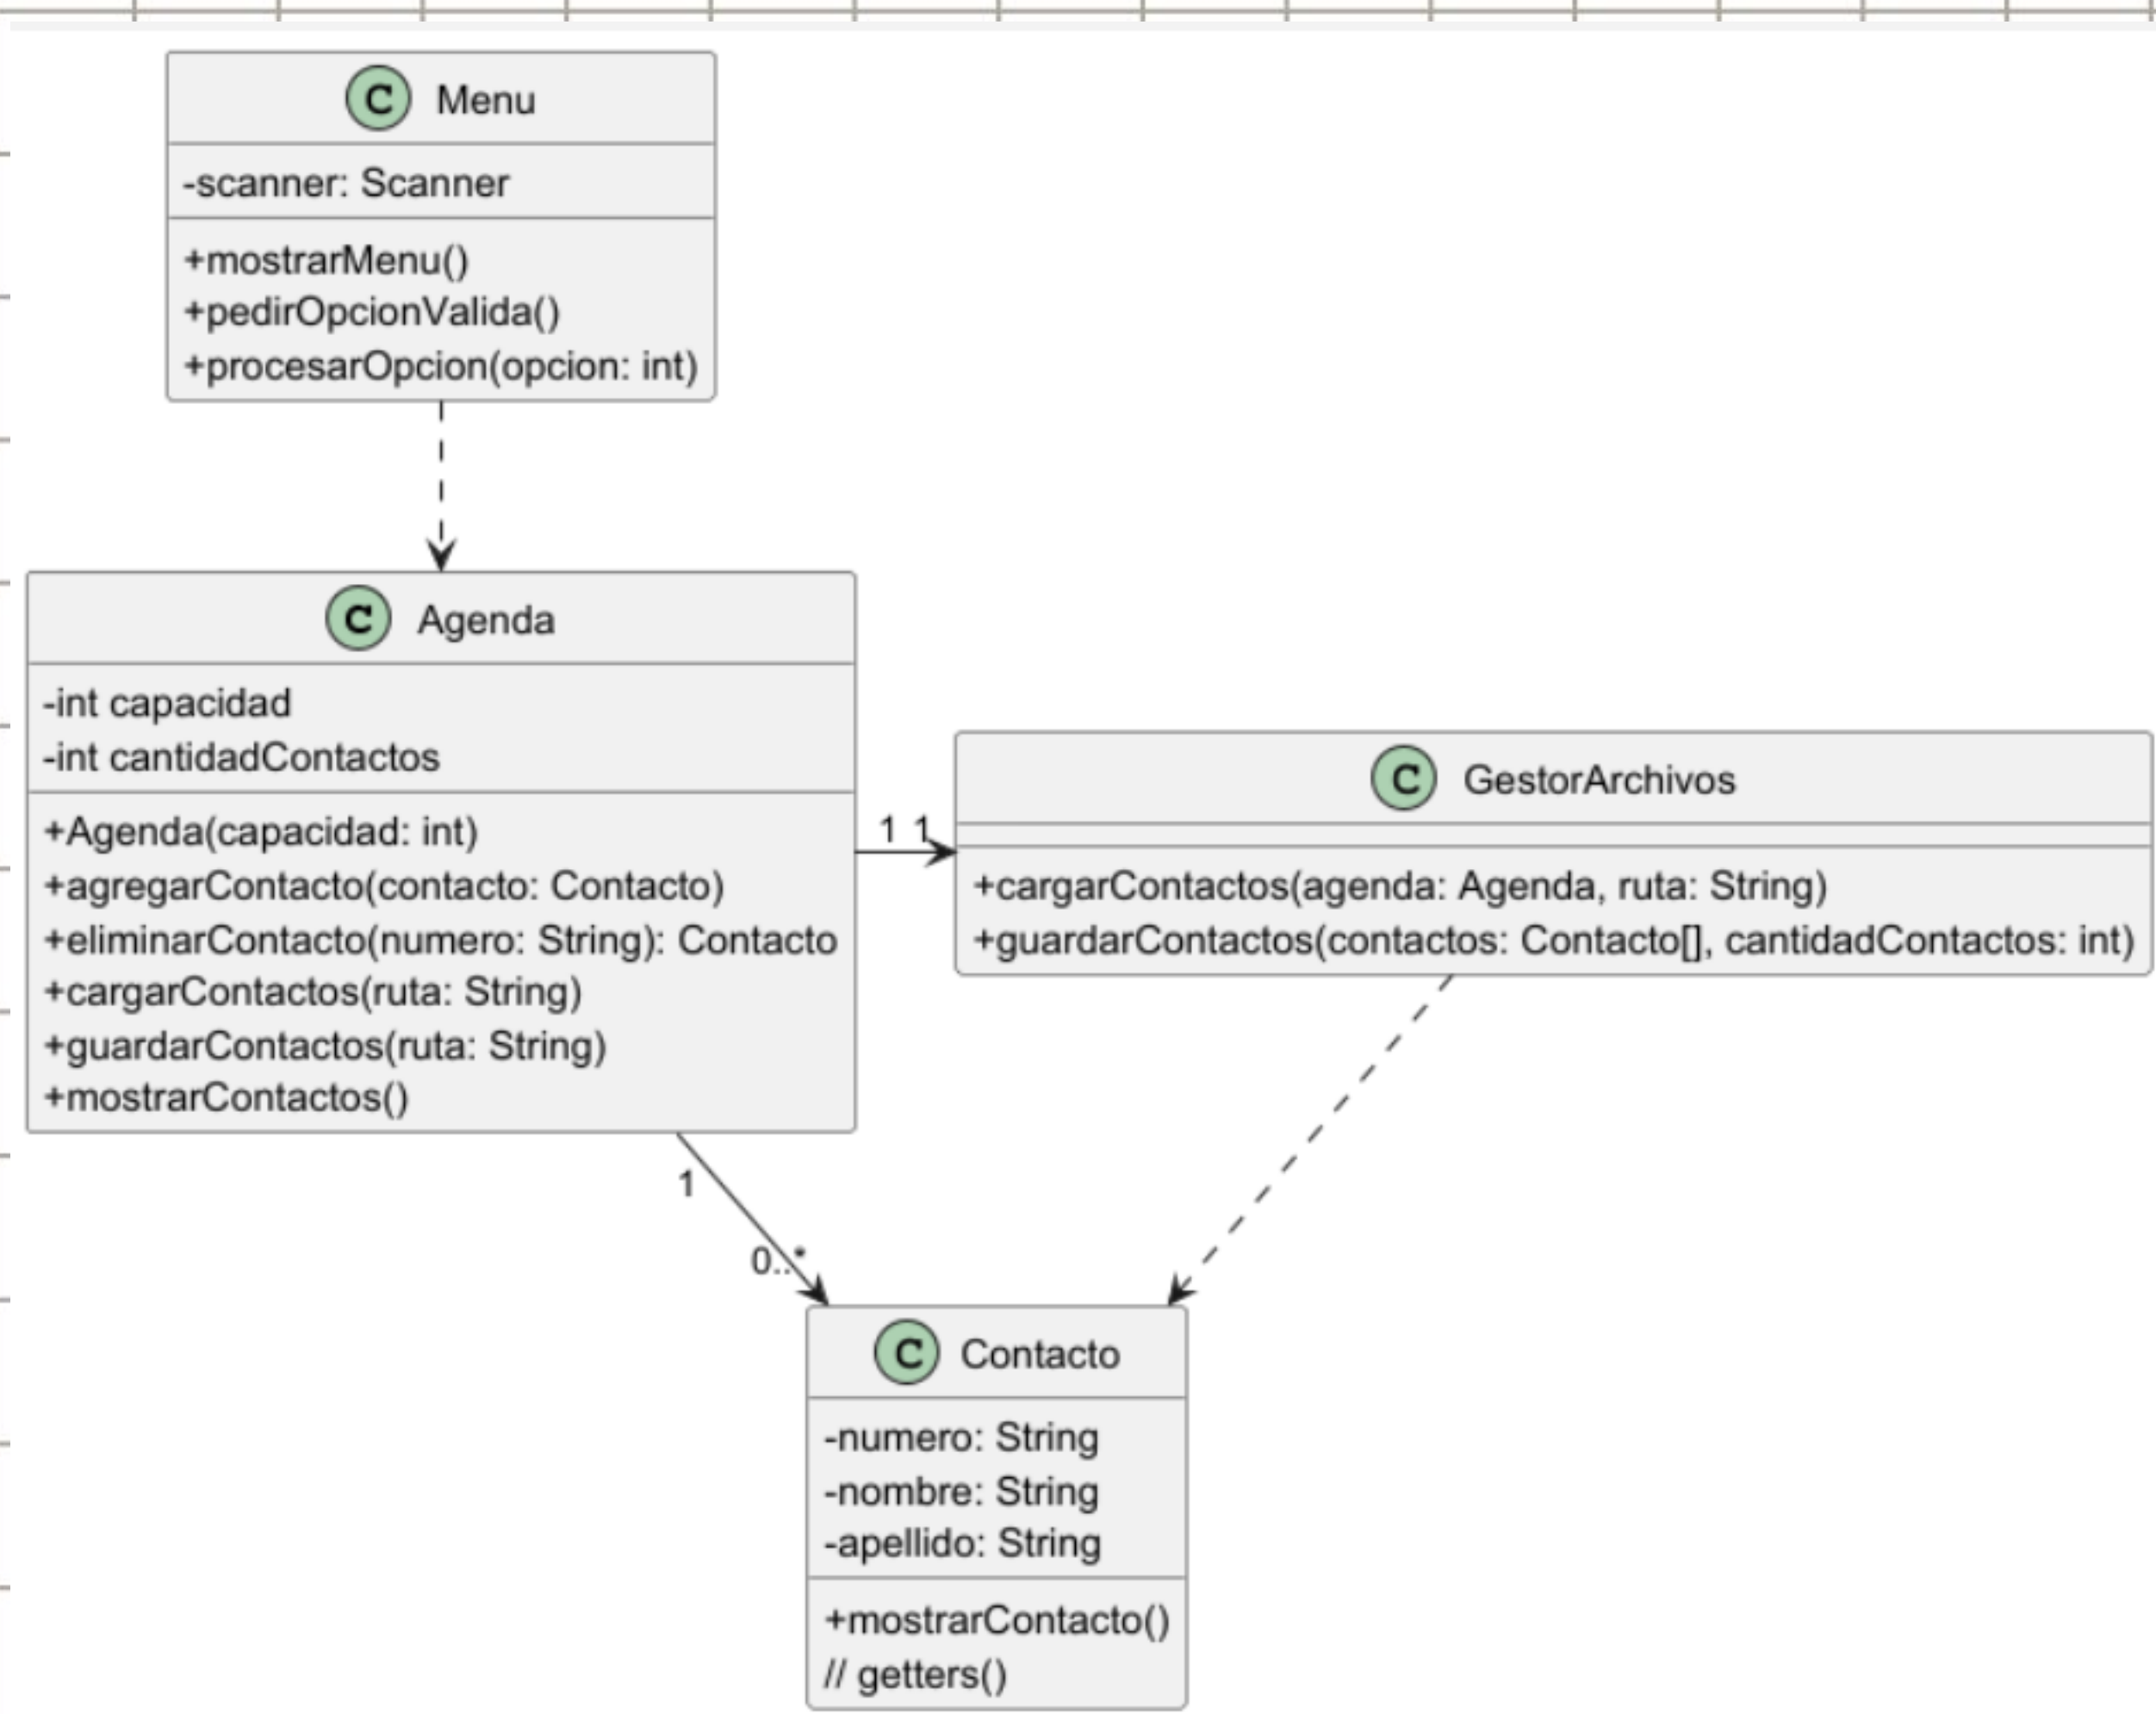 C Menu
-scanner: Scanner
+mostrarMenu()
+pedirOpcionValida()
+procesarOpcion(opcion: int)
C Agenda
-int capacidad
-int cantidadContactos
+Agenda(capacidad: int)
+agregarContacto(contacto: Contacto)
+eliminarContacto(numero: String): Contacto
+cargarContactos(ruta: String)
+guardarContactos(ruta: String)
+mostrarContactos()
1 1
C GestorArchivos
+cargarContactos(agenda: Agenda, ruta: String)
+guardarContactos(contactos: Contacto[], cantidadContactos: int)
1
0..*
C Contacto
-numero: String
-nombre: String
-apellido: String
+mostrarContacto()
// getters()